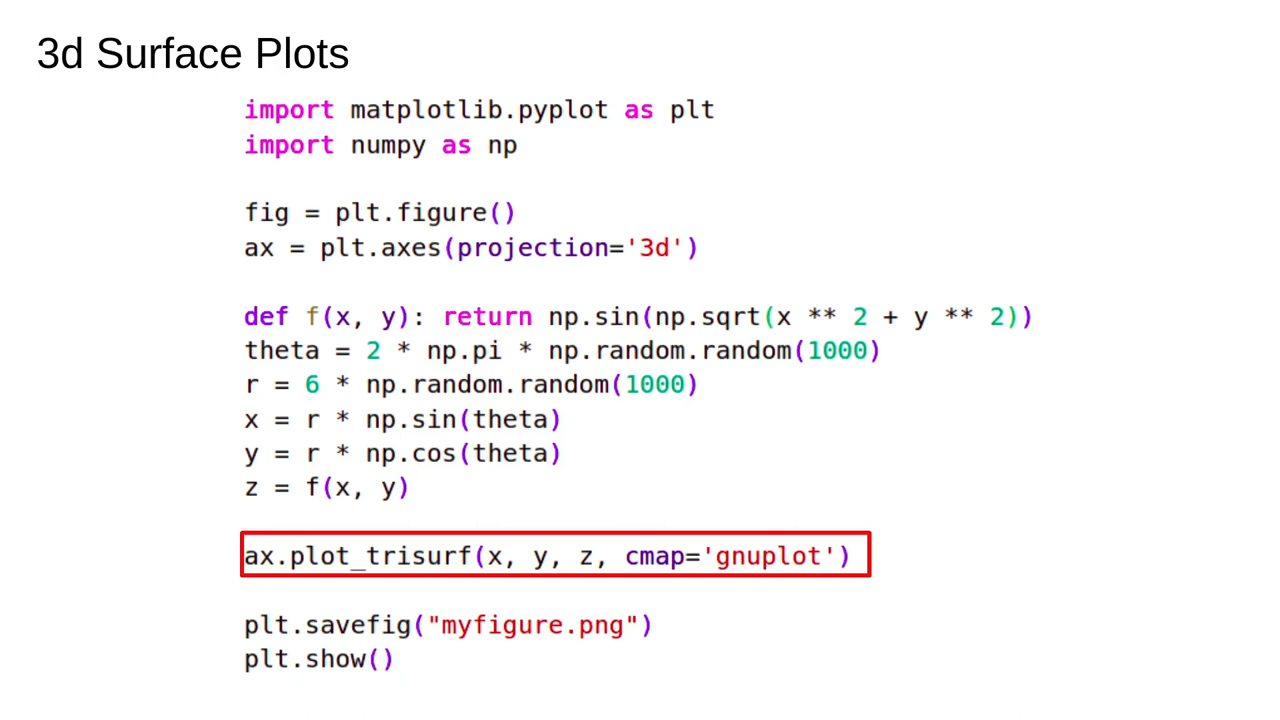 3d Surface Plots
import matplotlib.pyplot as plt
import numpy as np
fig = plt.figure()
ax = plt.axes(projection='3d')
def f(x, y): return np.sin(np.sqrt(x ** 2 + y ** 2))
theta = 2 * np.pi * np.random.random(1000)
r = 6 * np.random.random(1000)
x = r * np.sin(theta)
y = r * np.cos(theta)
z = f(x, y)
ax.plot_trisurf(x, y, z, cmap='gnuplot')
plt.savefig("myfigure.png")
plt.show()